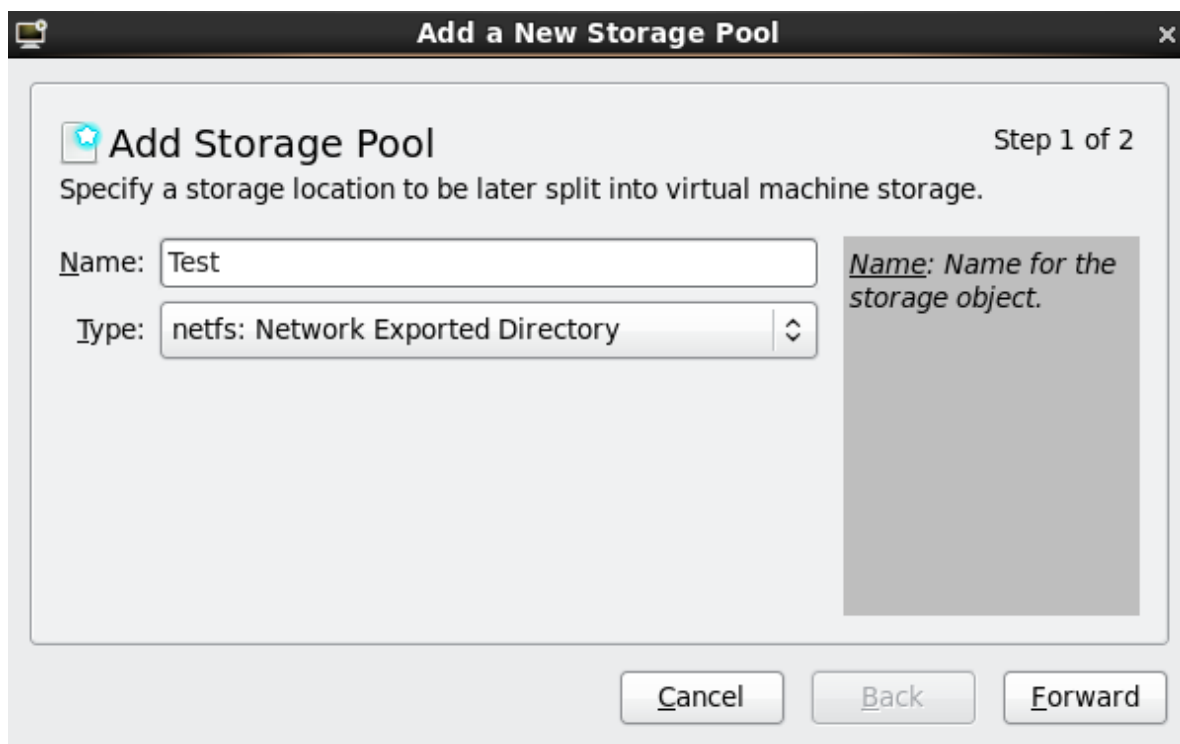 Add a New Storage Pool
Add Storage Pool
Step 1 of 2
Specify a storage location to be later split into virtual machine storage.
Name: Test
Type: netfs: Network Exported Directory
Name: Name for the
storage object.
Cancel
Back
Forward